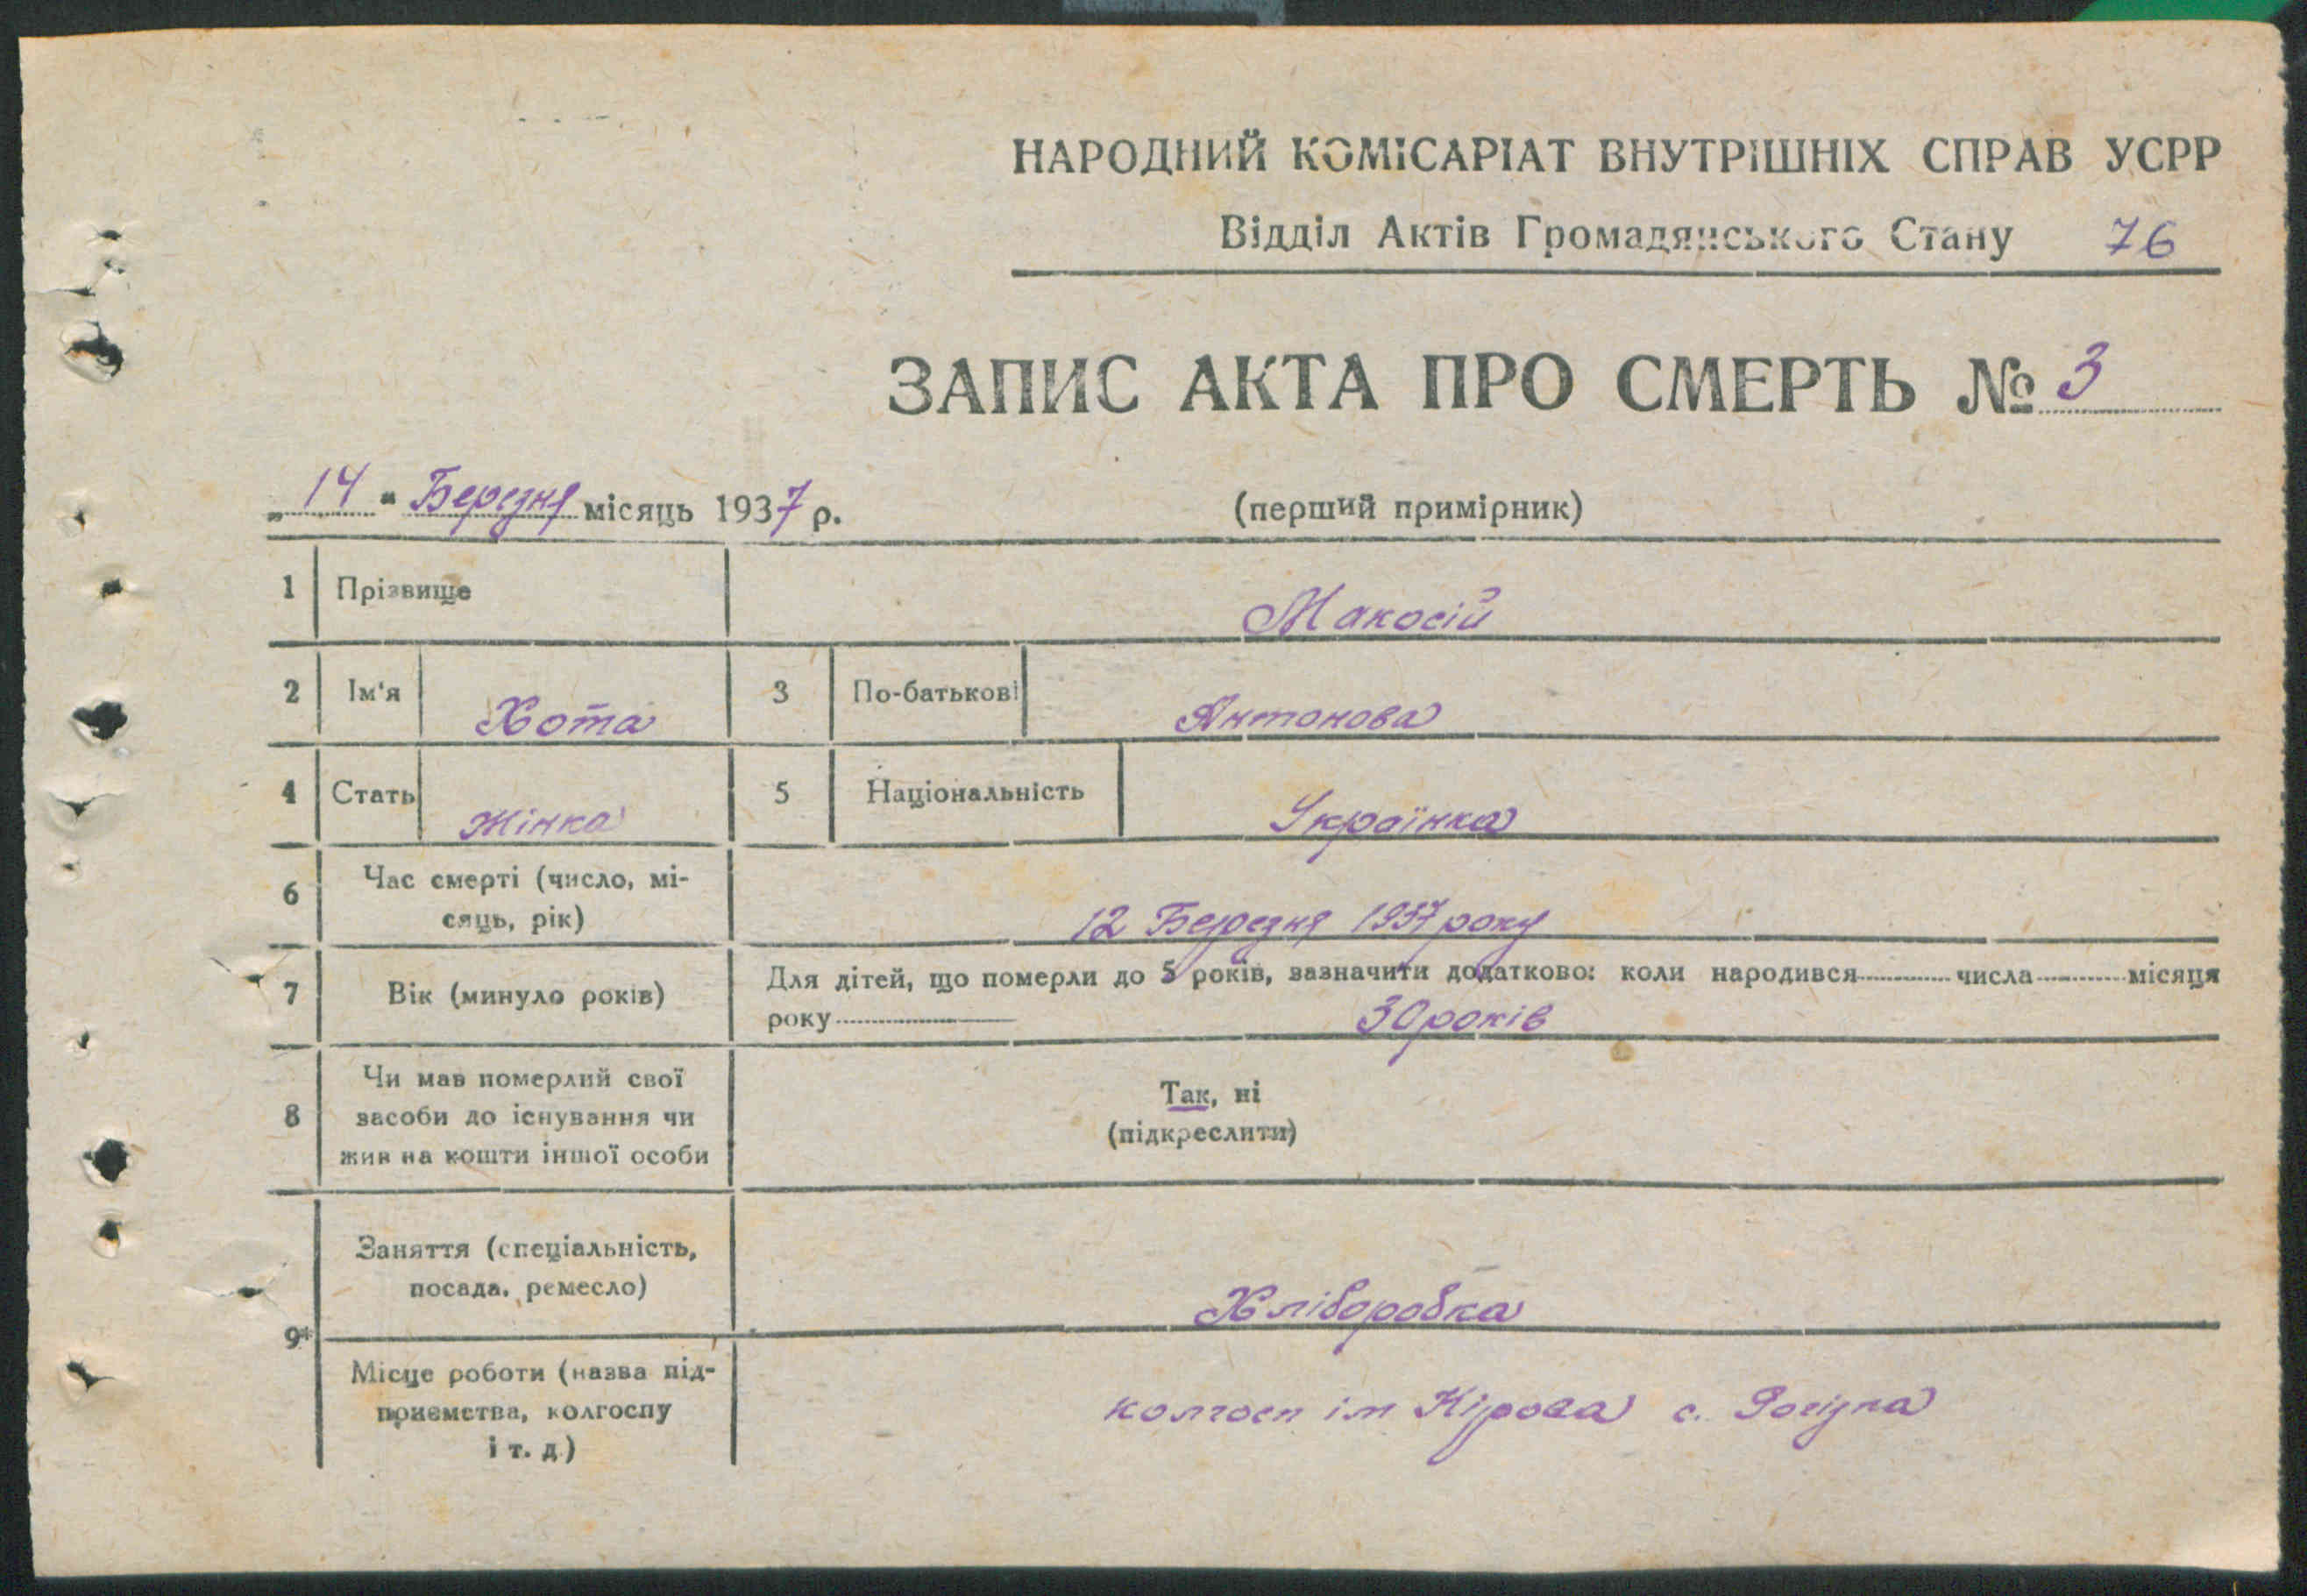 НАРОДНИЙ КОМІСАРІАТ ВНУТРІШНІХ СПРАВ УСРР
Відділ Актів Громадянського Стану 76
ЗАПИС АКТА ПРО СМЕРТЬ № 3
„14" Березня місяць 1937 р. (перший примірник)
1 Прізвище Макосій
2 Ім'я Хота 3 По-батькові Антонова
4 Стать Жінка 5 Національність Українка
6 Час смерті (число, мі-
сяць, рік) 12 Березня 1937 року
7 Вік (минуло років) Для дітей, що померли до 5 років, зазначити додатково: коли народився числа місяця
року 30 років
8 Чи мав померлий свої
засоби до існування чи
жив на кошти іншої особи
Так, ні
(підкреслити)
9* Заняття (спеціальність,
посада, ремесло) Хліборобка
Місце роботи (назва під-
приємства, колгоспу
і т. д.)
колгосп ім Кірова с.